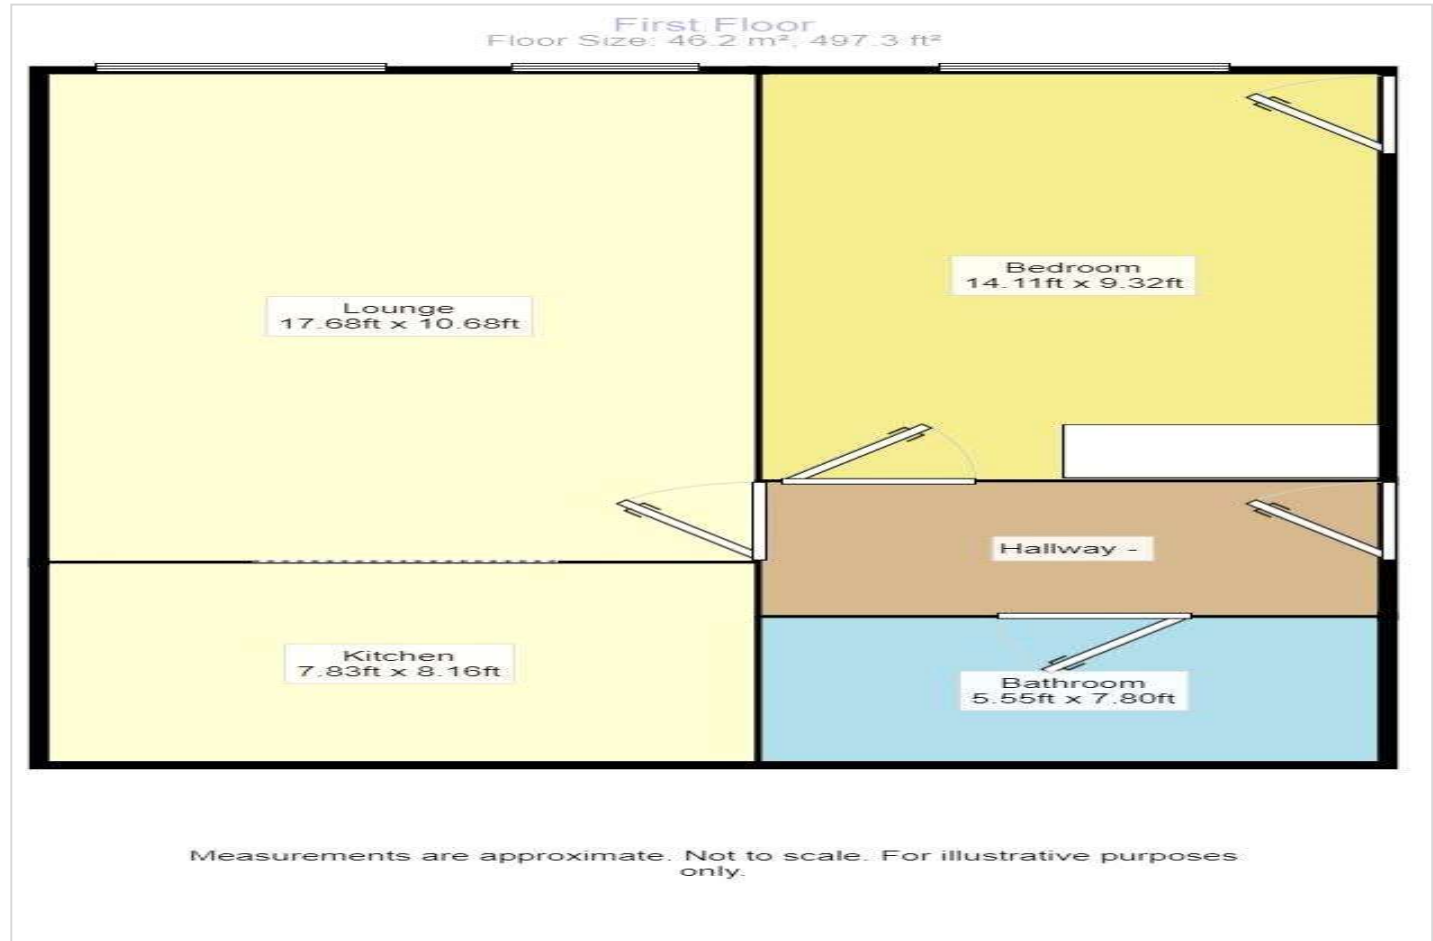 First Floor
Floor Size: 46.2 m², 497.3 ft²
Bedroom
14.11ft x 9.32ft
Lounge
17.68ft x 10.68ft
Hallway -
Kitchen
7.83ft x 8.16ft
Bathroom
5.55ft x 7.80ft
Measurements are approximate. Not to scale. For illustrative purposes
only.